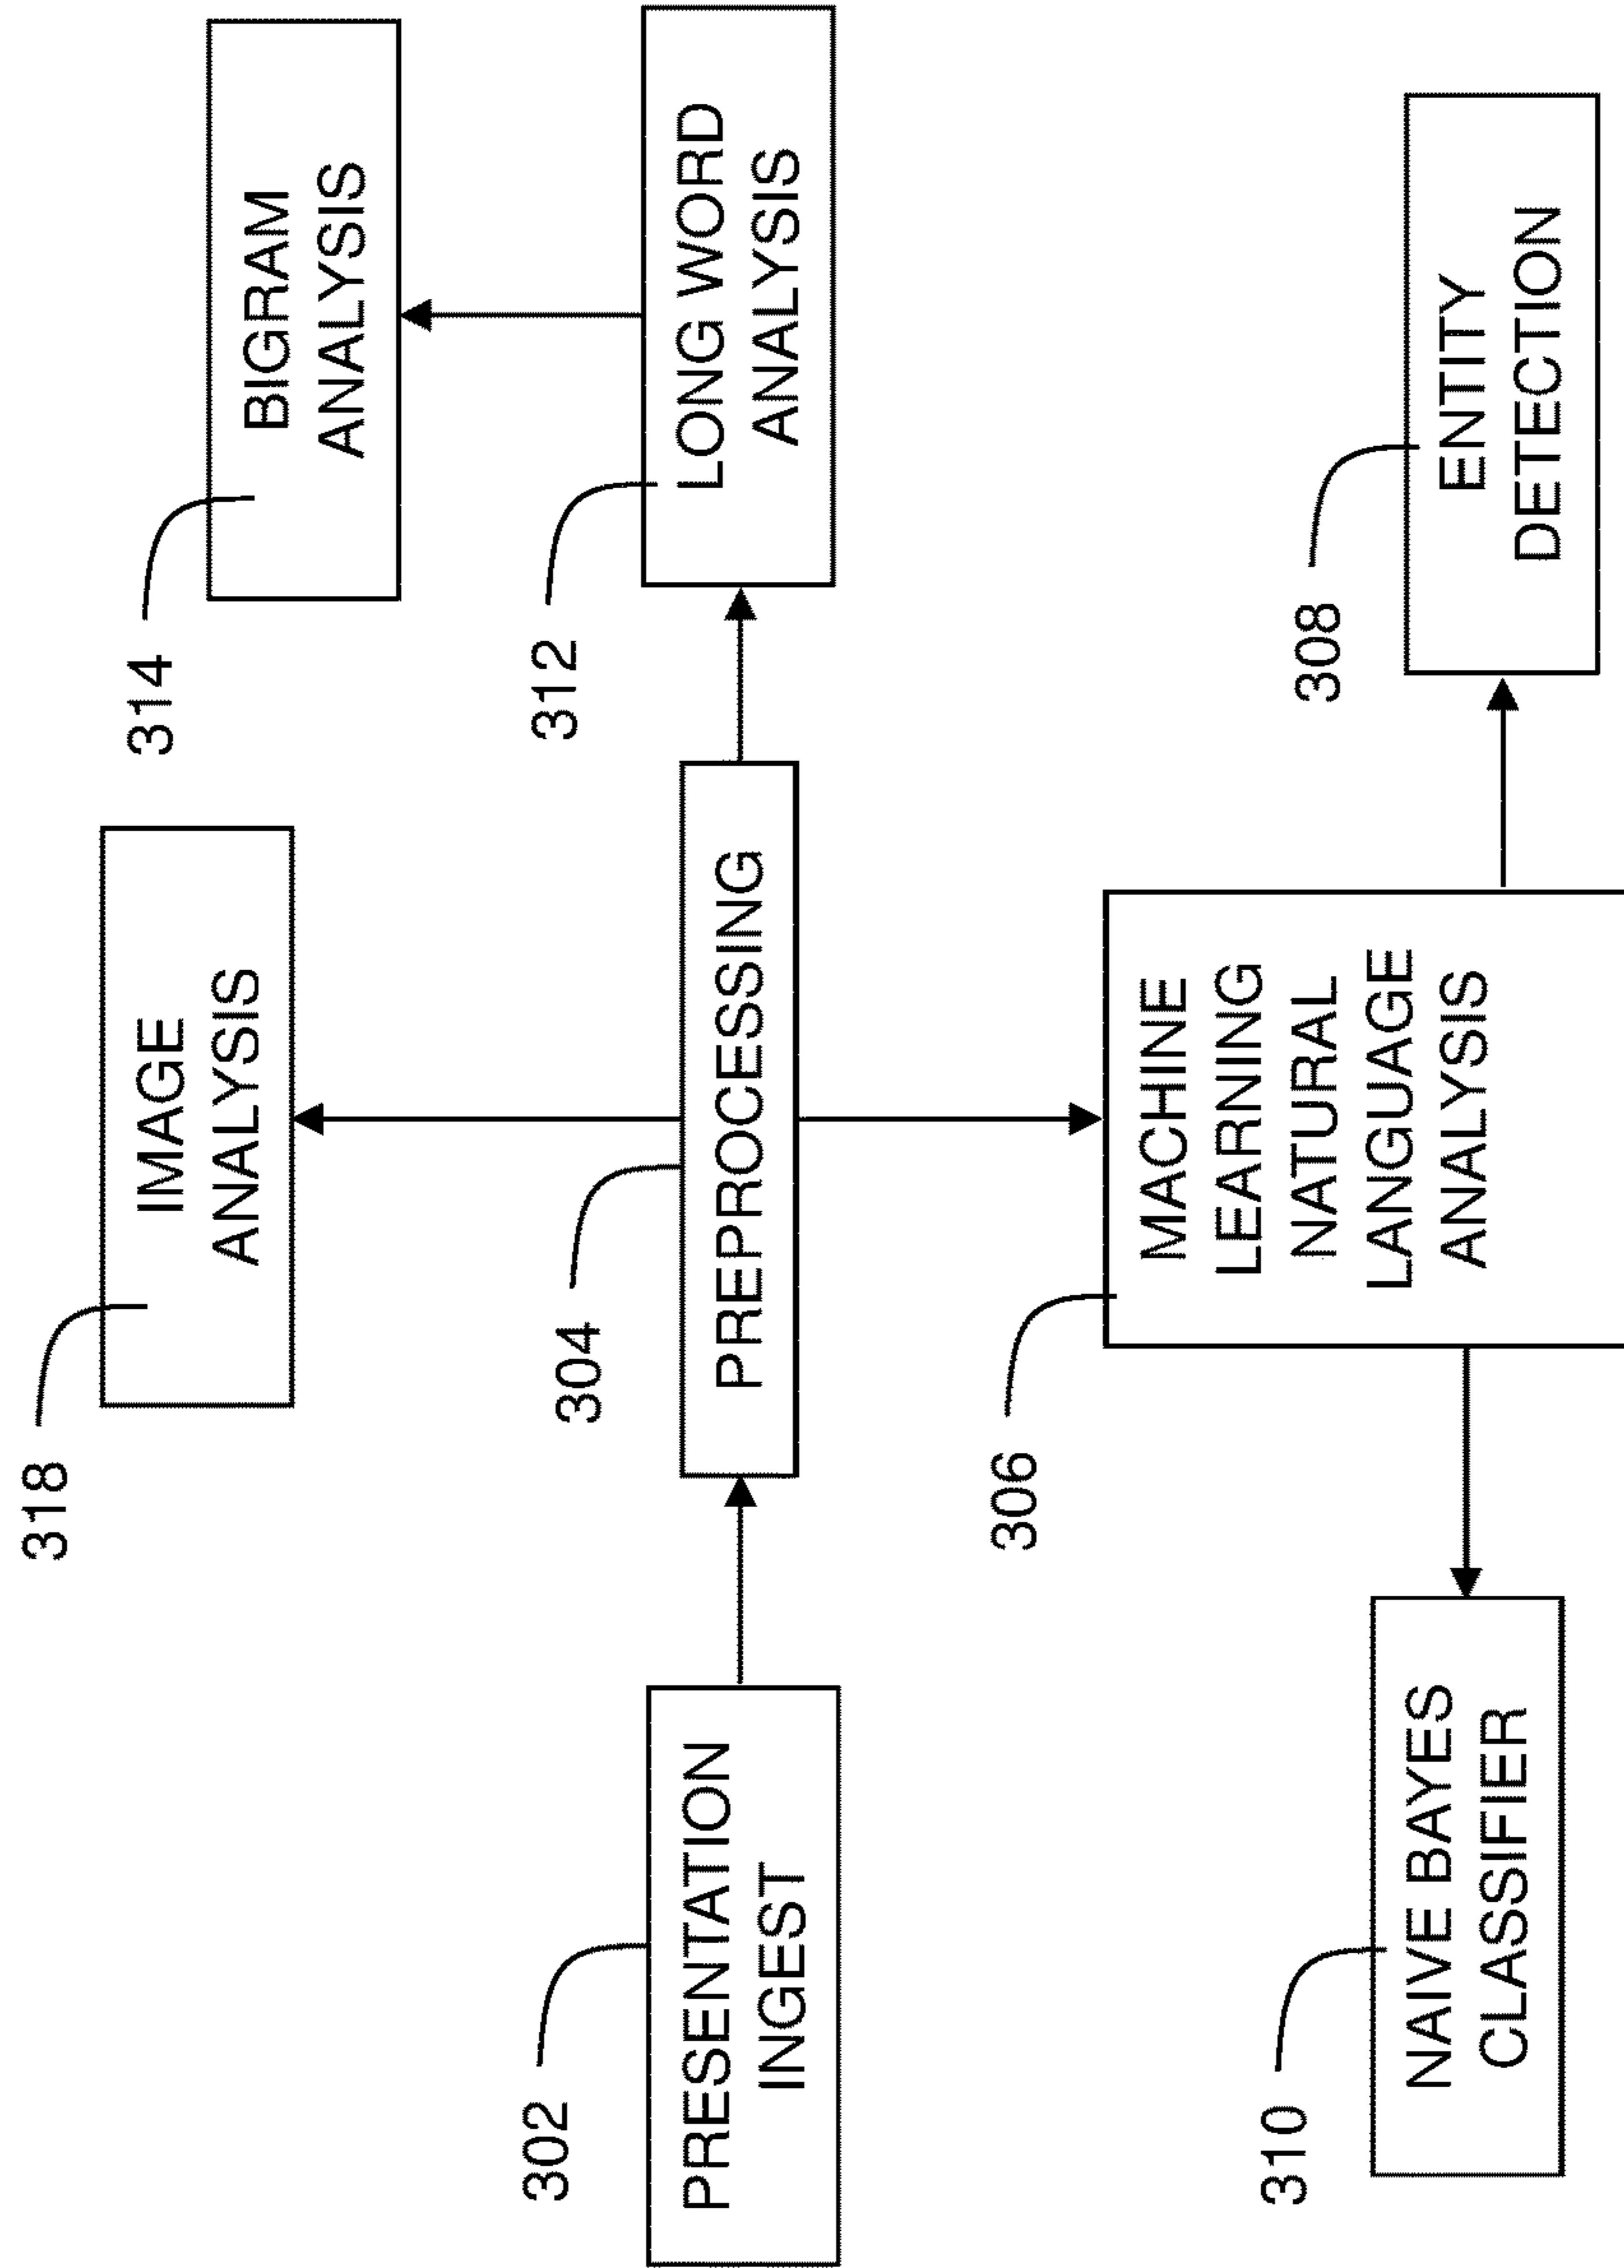 318
IMAGE
ANALYSIS
314
BIGRAM
ANALYSIS
302
PRESENTATION
INGEST
304
PREPROCESSING
312
LONG WORD
ANALYSIS
306
MACHINE
LEARNING
NATURAL
LANGUAGE
ANALYSIS
310
NAIVE BAYES
CLASSIFIER
308
ENTITY
DETECTION